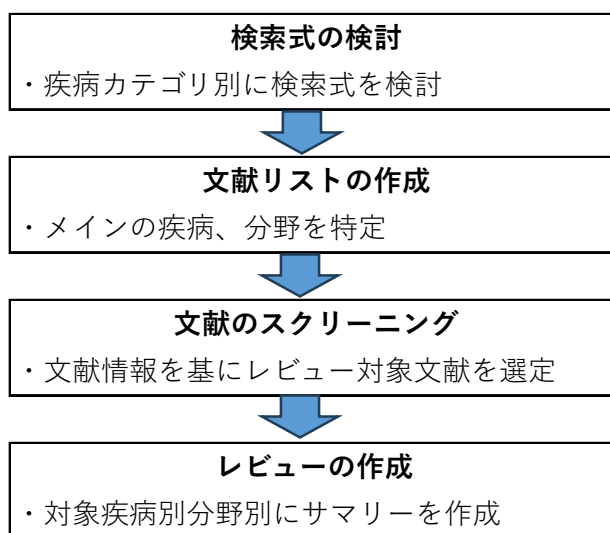 検索式の検討
・疾病カテゴリ別に検索式を検討
文献リストの作成
・メインの疾病、分野を特定
文献のスクリーニング
・文献情報を基にレビュー対象文献を選定
レビューの作成
・対象疾病別分野別にサマリーを作成